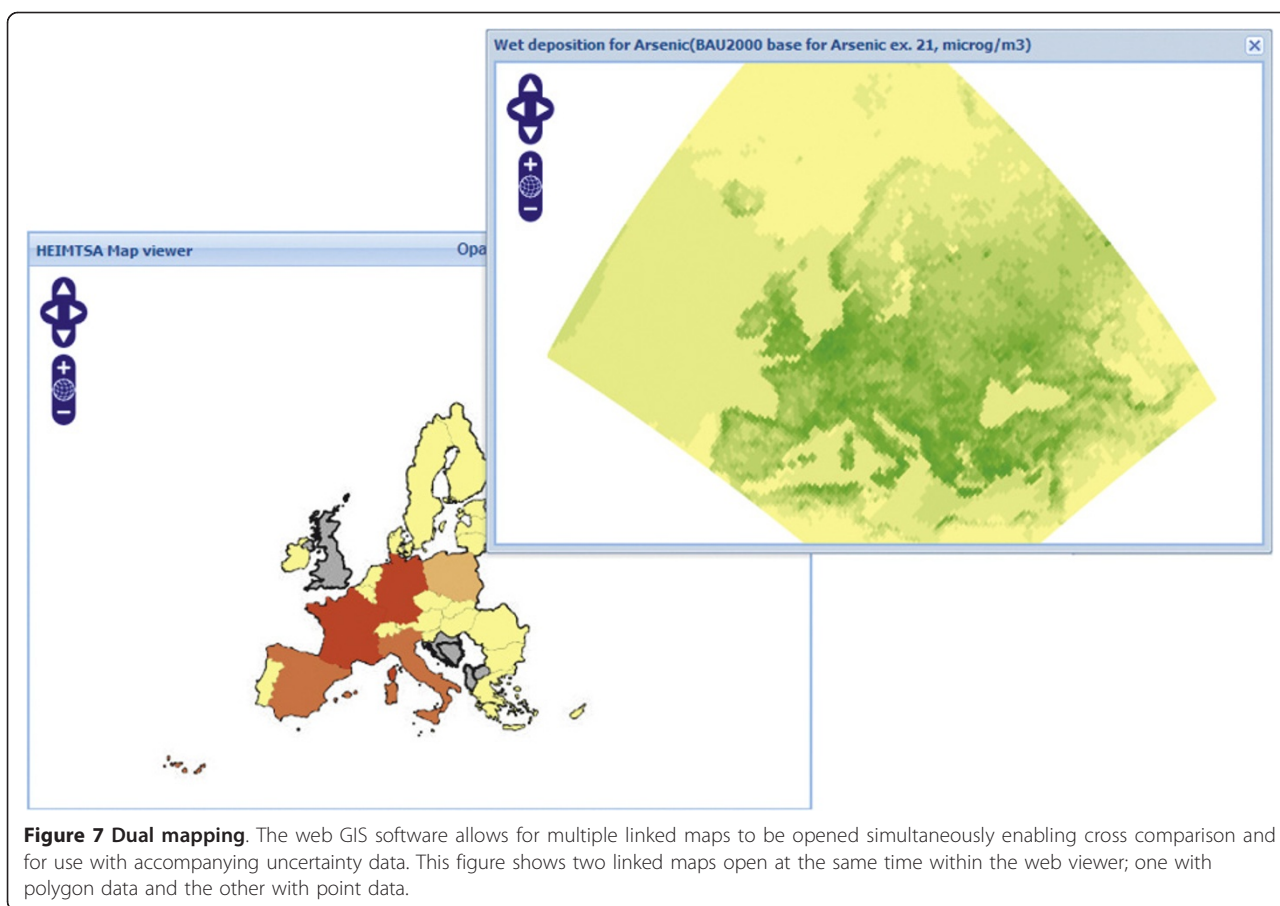 Wet deposition for Arsenic(BAU2000 base for Arsenic ex. 21, microg/m3)
HEIMTSA Map viewer
Opa
Figure 7 Dual mapping. The web GIS software allows for multiple linked maps to be opened simultaneously enabling cross comparison and
for use with accompanying uncertainty data. This figure shows two linked maps open at the same time within the web viewer; one with
polygon data and the other with point data.